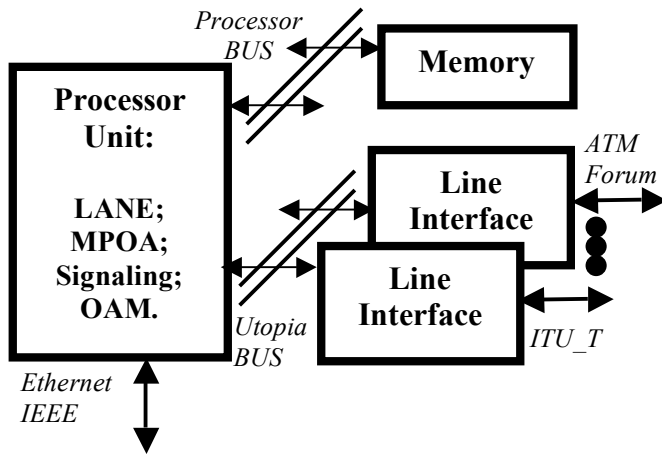 Processor
BUS
Memory
Processor
Unit:
LANE;
MPOA;
Signaling;
OAM.
ATM
Forum
Line
Interface
Line
Interface
Utopia
BUS
ITU_T
Ethernet
IEEE